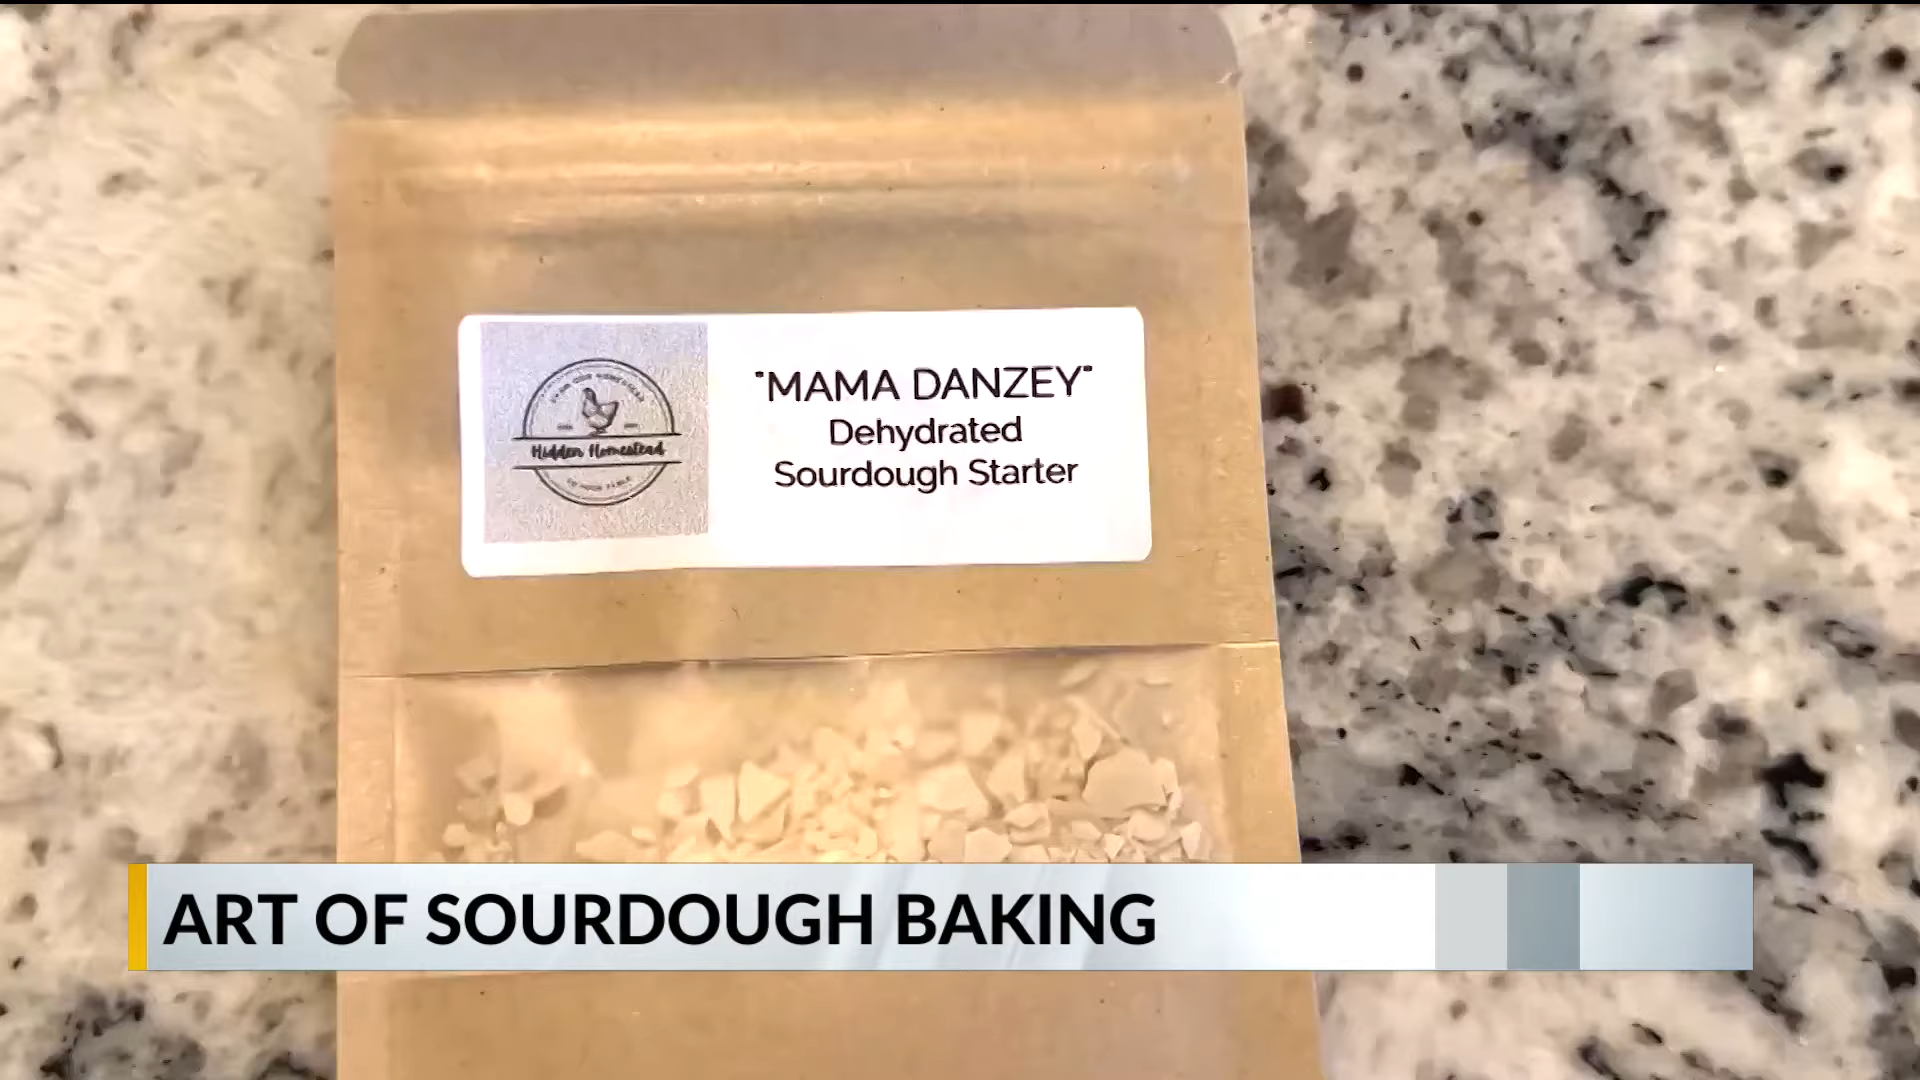 "MAMA DANZEY"
Dehydrated
Sourdough Starter
Hidden Homestead
ART OF SOURDOUGH BAKING